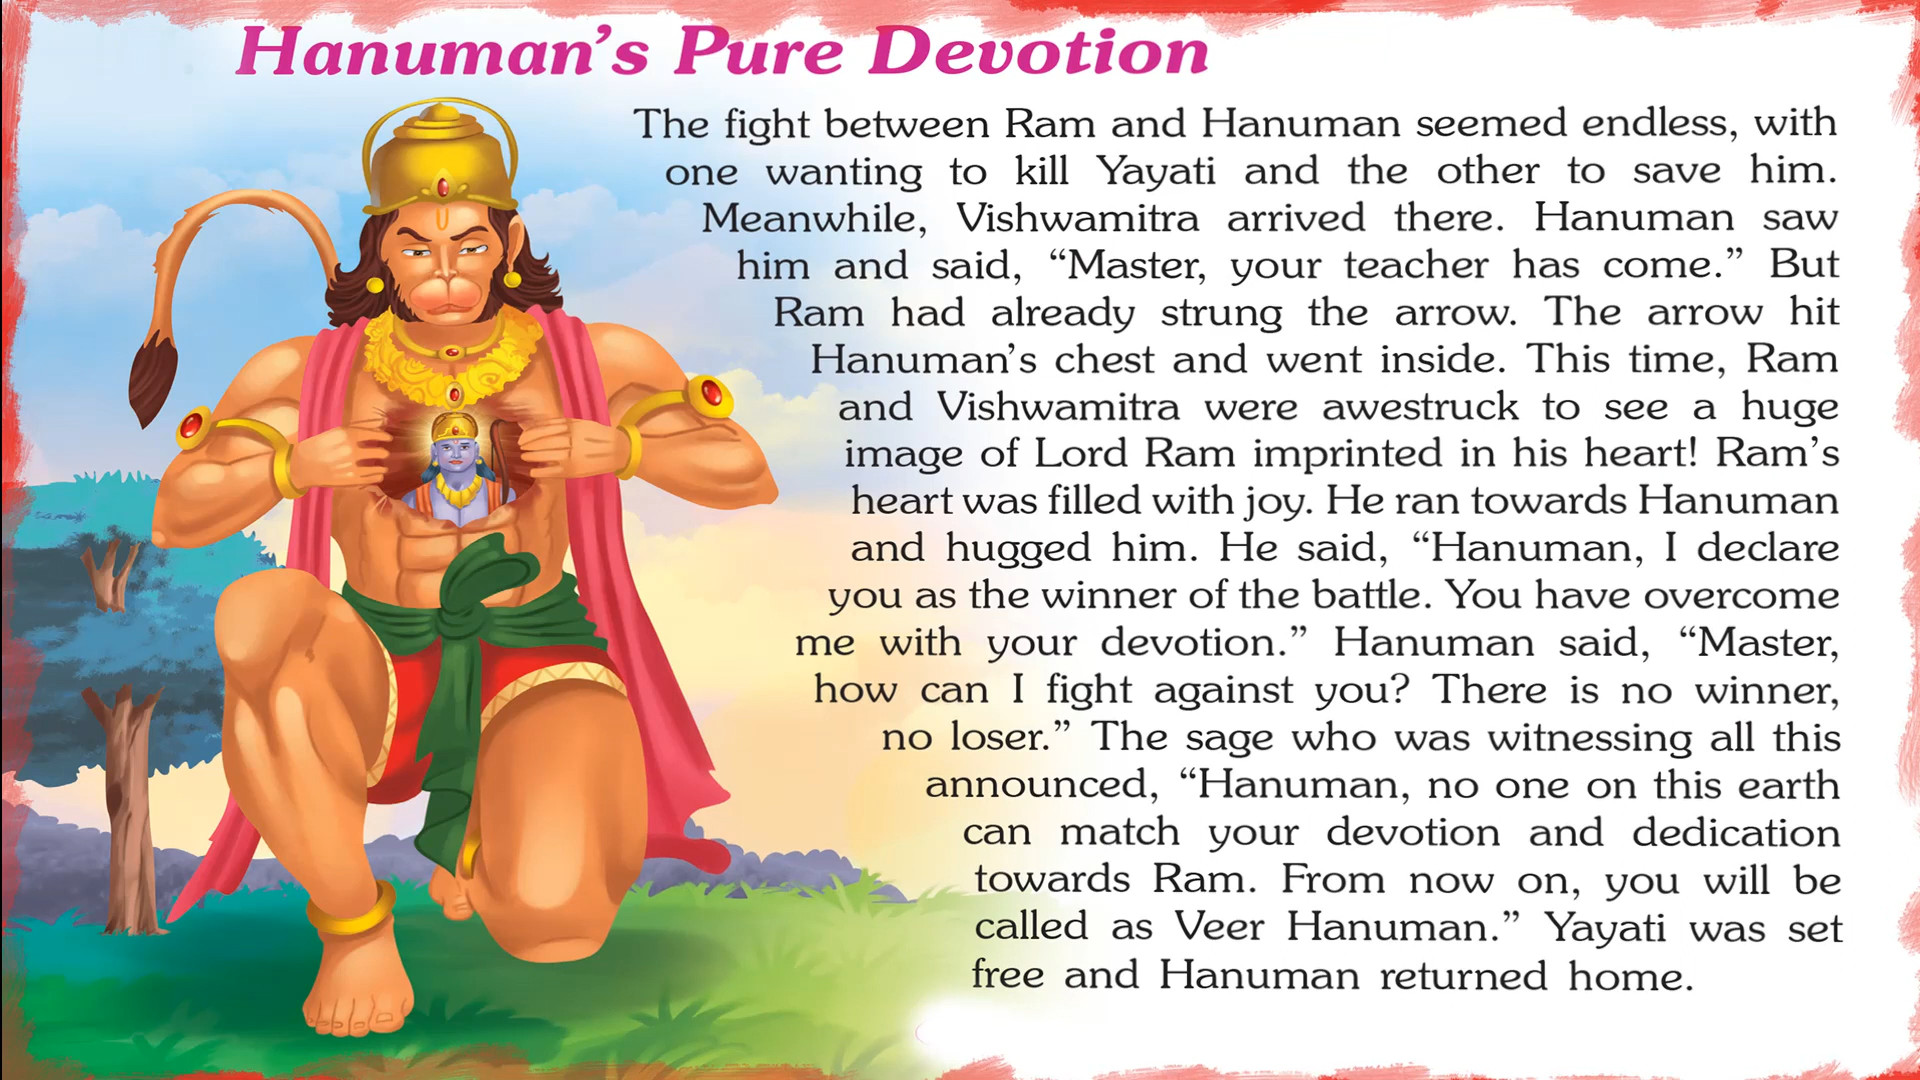 Hanuman’s Pure Devotion
The fight between Ram and Hanuman seemed endless, with
one wanting to kill Yayati and the other to save him.
Meanwhile, Vishwamitra arrived there. Hanuman saw
him and said, “Master, your teacher has come.” But
Ram had already strung the arrow. The arrow hit
Hanuman’s chest and went inside. This time, Ram
and Vishwamitra were awestruck to see a huge
image of Lord Ram imprinted in his heart! Ram’s
heart was filled with joy. He ran towards Hanuman
and hugged him. He said, “Hanuman, I declare
you as the winner of the battle. You have overcome
me with your devotion.” Hanuman said, “Master,
how can I fight against you? There is no winner,
no loser.” The sage who was witnessing all this
announced, “Hanuman, no one on this earth
can match your devotion and dedication
towards Ram. From now on, you will be
called as Veer Hanuman.” Yayati was set
free and Hanuman returned home.